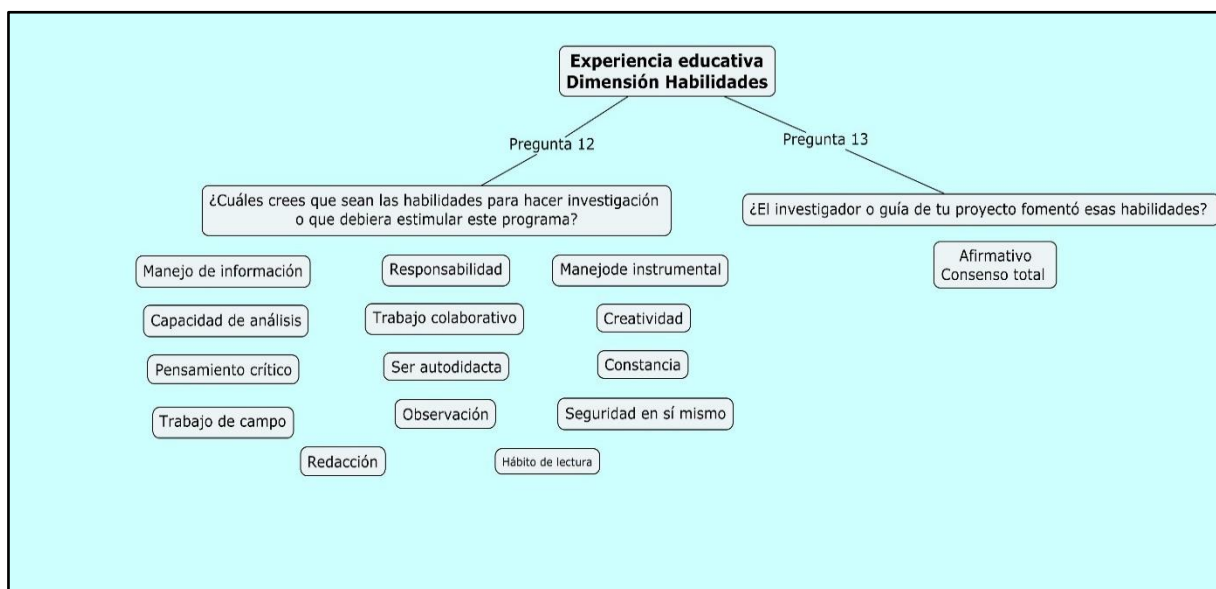 Experiencia educativa
Dimensión Habilidades
Pregunta 12
Pregunta 13
¿Cuáles crees que sean las habilidades para hacer investigación
o que debiera estimular este programa?
¿El investigador o guía de tu proyecto fomentó esas habilidades?
Manejo de información
Responsabilidad
Manejode instrumental
Afirmativo
Consenso total
Capacidad de análisis
Trabajo colaborativo
Creatividad
Pensamiento crítico
Ser autodidacta
Constancia
Trabajo de campo
Observación
Seguridad en sí mismo
Redacción
Hábito de lectura